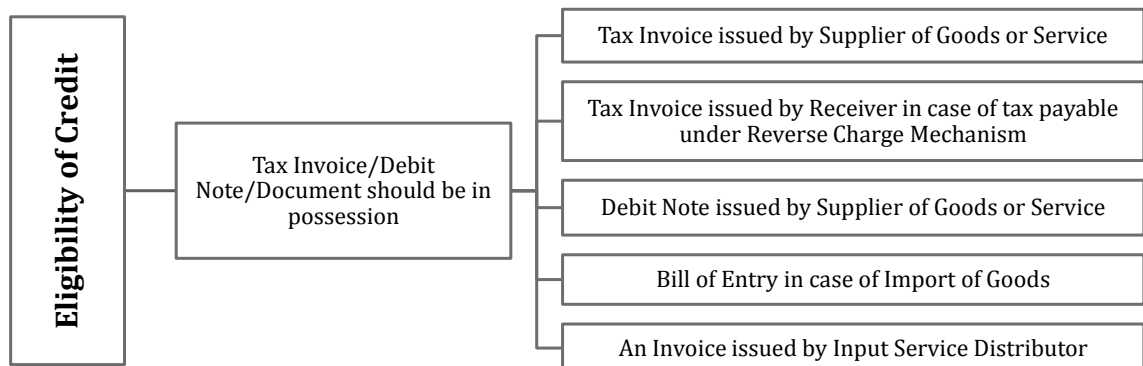 Eligibility of Credit
Tax Invoice/Debit
Note/Document should be in
possession
Tax Invoice issued by Supplier of Goods or Service
Tax Invoice issued by Receiver in case of tax payable
under Reverse Charge Mechanism
Debit Note issued by Supplier of Goods or Service
Bill of Entry in case of Import of Goods
An Invoice issued by Input Service Distributor